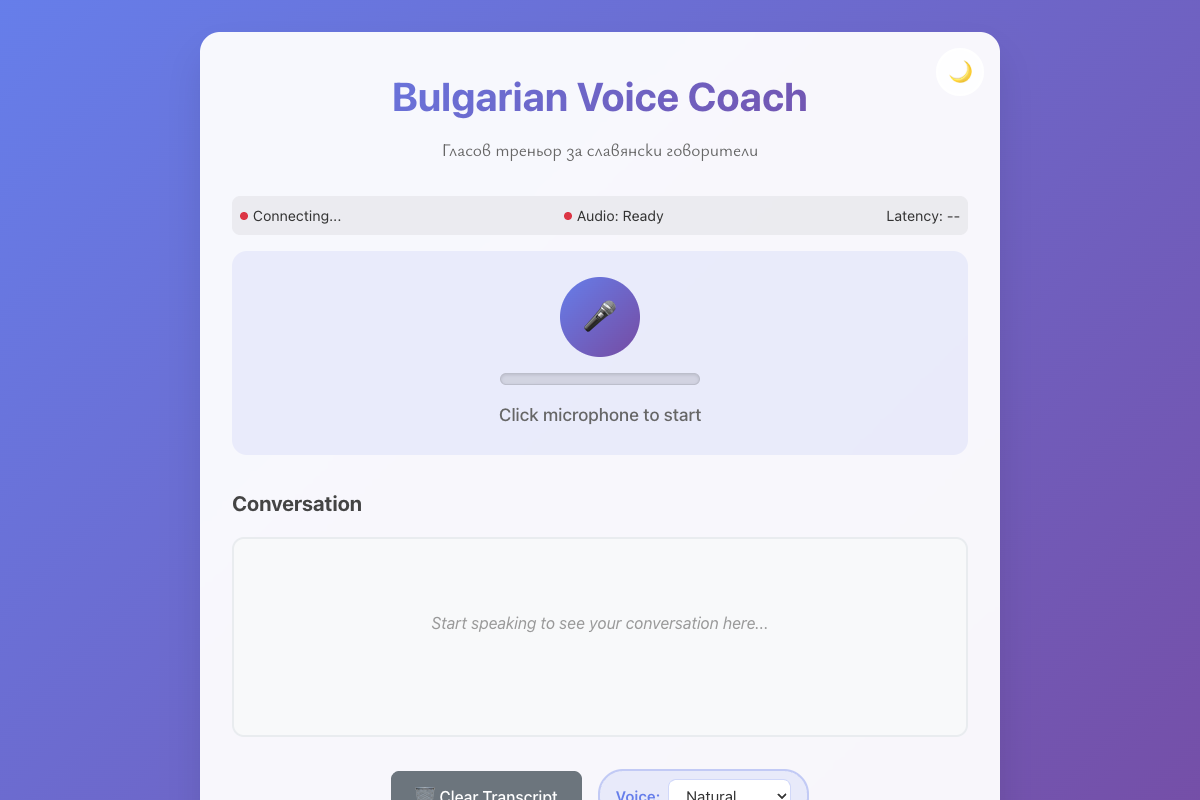 Bulgarian Voice Coach
Гласов треньор за славянски говорители
Connecting...
Audio: Ready
Latency: --
Click microphone to start
Conversation
Start speaking to see your conversation here...
Clear Transcript
Voice:
Natural